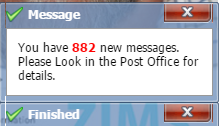 Message
You have 882 new messages.
Please Look in the Post Office for
details.
Finished